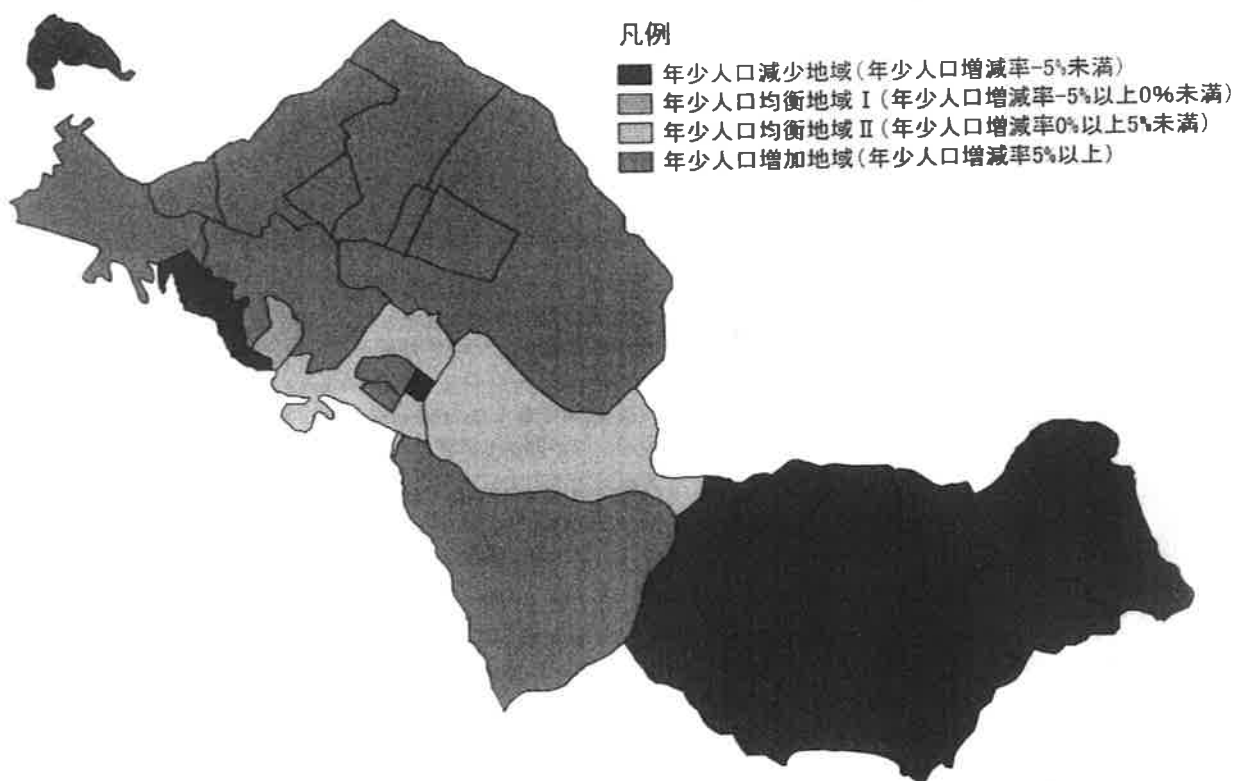 凡例
年少人口減少地域(年少人口増減率-5%未満)
年少人口均衡地域Ⅰ(年少人口増減率-5%以上0%未満)
年少人口均衡地域Ⅱ(年少人口増減率0%以上5%未満)
年少人口増加地域(年少人口増減率5%以上)